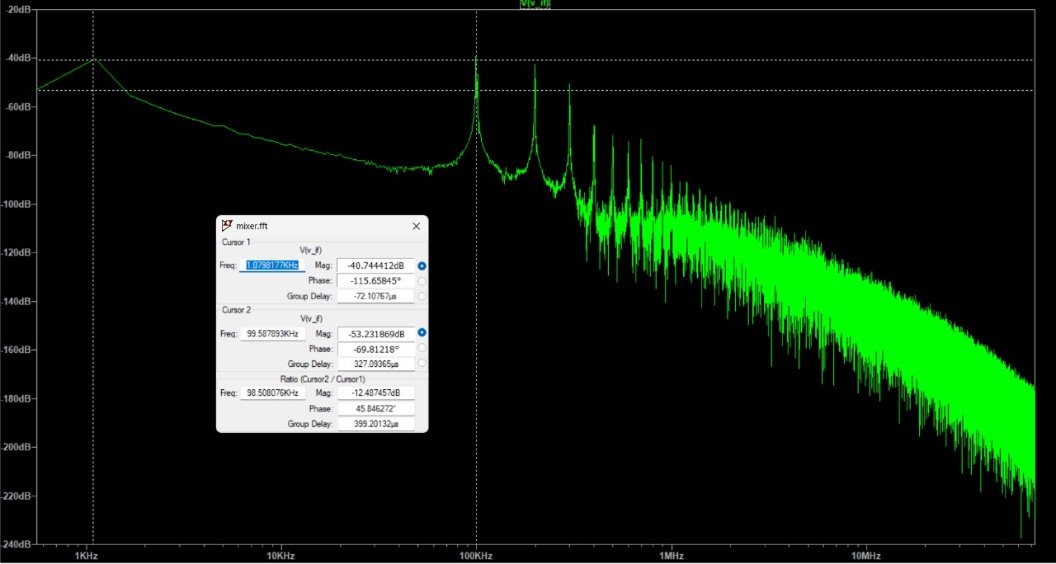 V(v_if)
-20dB
-40dB
-60dB
-80dB
-100dB
-120dB
-140dB
-160dB
-180dB
-200dB
-220dB
-240dB
1KHz 10KHz 100KHz 1MHz 10MHz
mixer.fft
Cursor 1
V(v_if)
Freq: 1.0798177KHz Mag: -40.744412dB
Phase: -115.65845°
Group Delay: -72.10767µs
Cursor 2
V(v_if)
Freq: 99.587893KHz Mag: -53.231869dB
Phase: -69.81218°
Group Delay: 327.09365µs
Ratio (Cursor2 / Cursor1)
Freq: 98.508076KHz Mag: -12.487457dB
Phase: 45.846272°
Group Delay: 399.20132µs